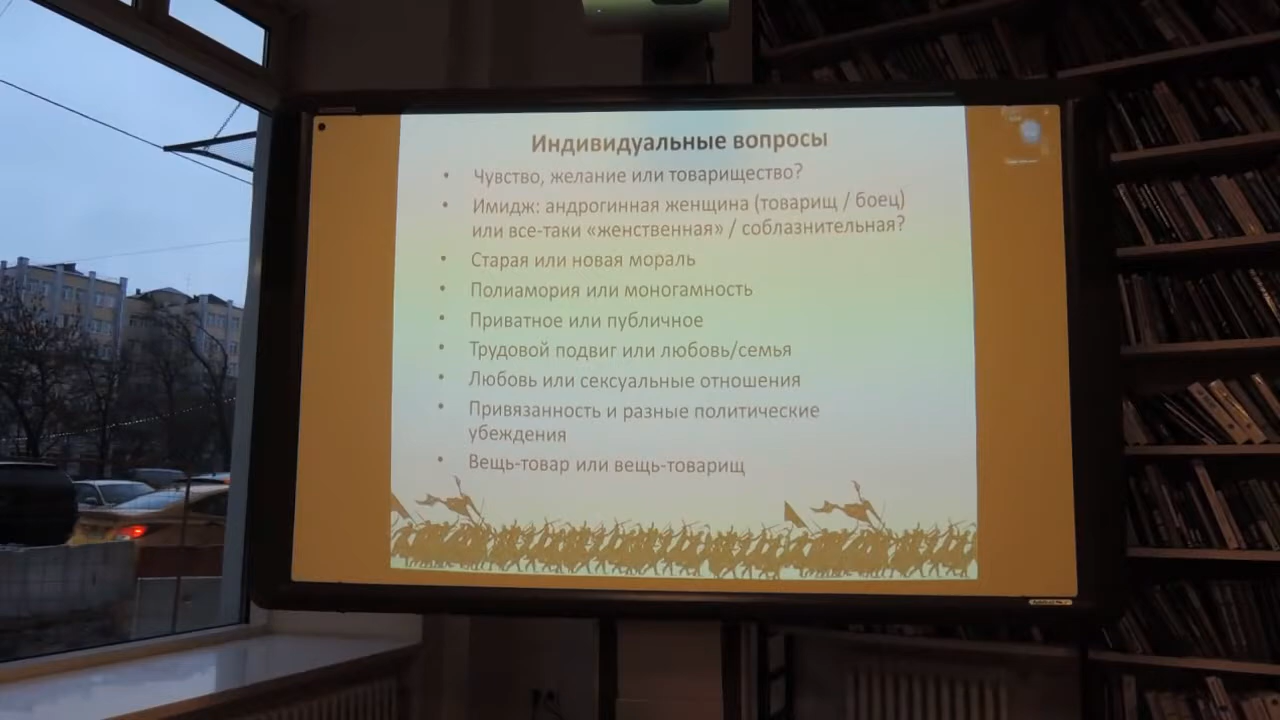 Индивидуальные вопросы
• Чувство, желание или товарищество?
• Имидж: андрогинная женщина (товарищ / боец)
или все-таки «женственная» / соблазнительная?
• Старая или новая мораль
• Полиамория или моногамность
• Приватное или публичное
• Трудовой подвиг или любовь/семья
• Любовь или сексуальные отношения
• Привязанность и разные политические
убеждения
• Вещь-товар или вещь-товарищ